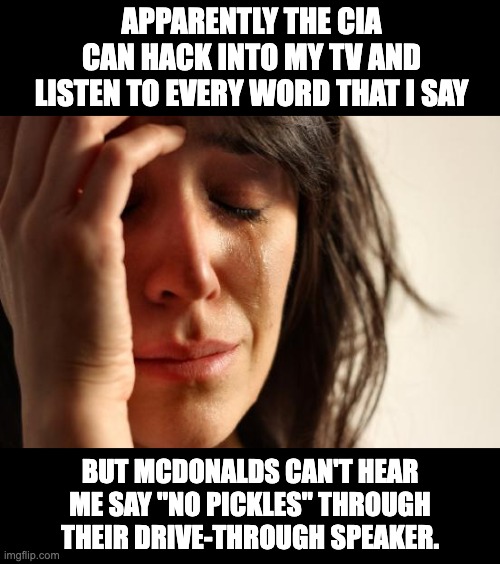 APPARENTLY THE CIA
CAN HACK INTO MY TV AND
LISTEN TO EVERY WORD THAT I SAY
BUT MCDONALDS CAN'T HEAR
ME SAY "NO PICKLES" THROUGH
THEIR DRIVE-THROUGH SPEAKER.
imgflip.com